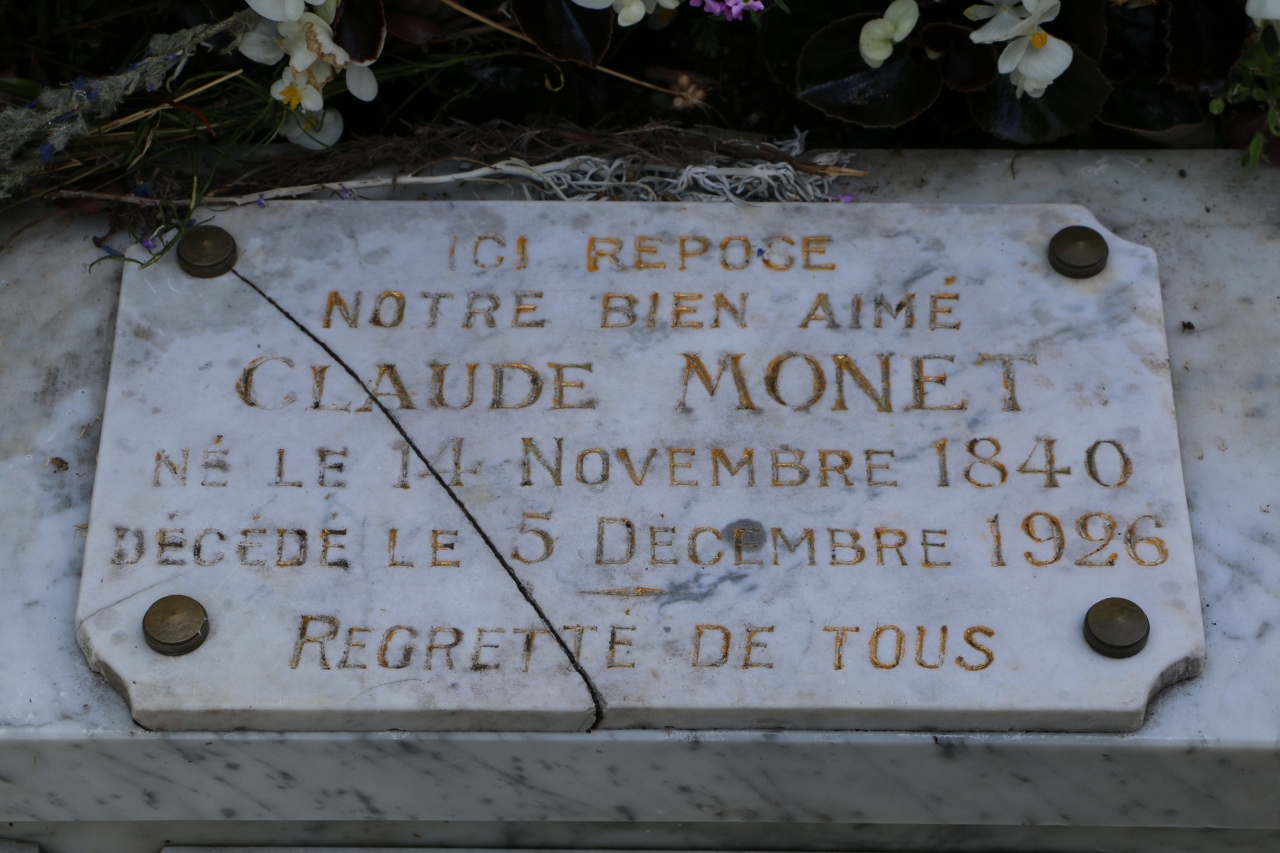 ICI REPOSE
NOTRE BIEN AIMÉ
CLAUDE MONET
NÉ LE 14 NOVEMBRE 1840
DÉCÉDÉ LE 5 DÉCEMBRE 1926
REGRETTÉ DE TOUS